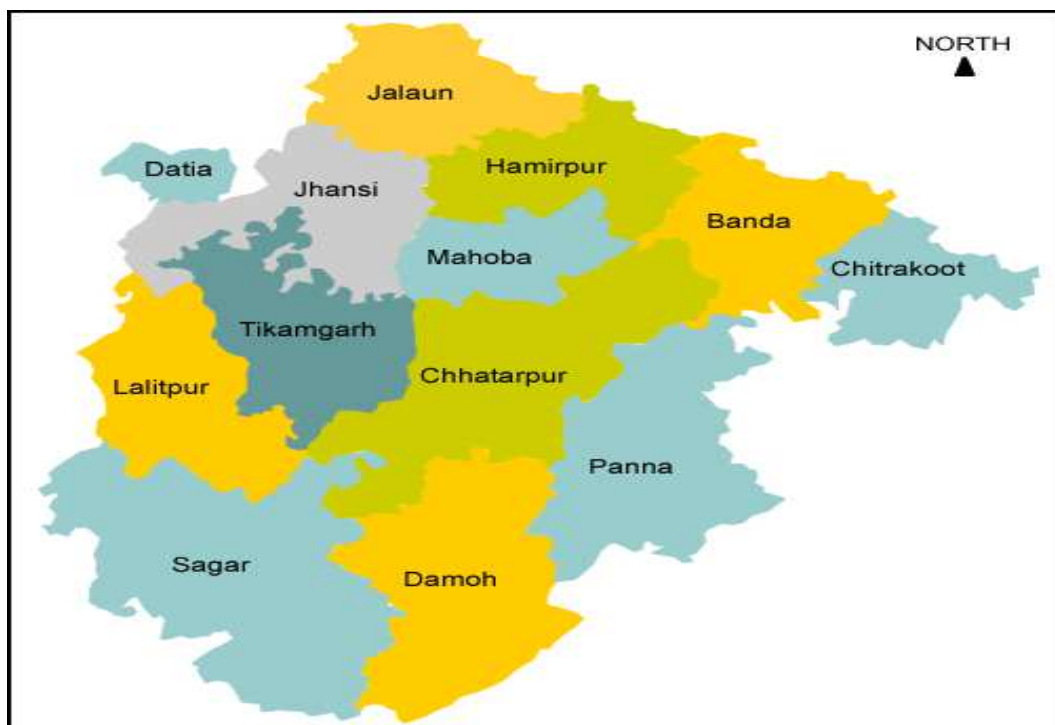 NORTH
Jalaun
Hamirpur
Datia
Jhansi
Banda
Mahoba
Chitrakoot
Tikamgarh
Chhatarpur
Lalitpur
Panna
Sagar
Damoh